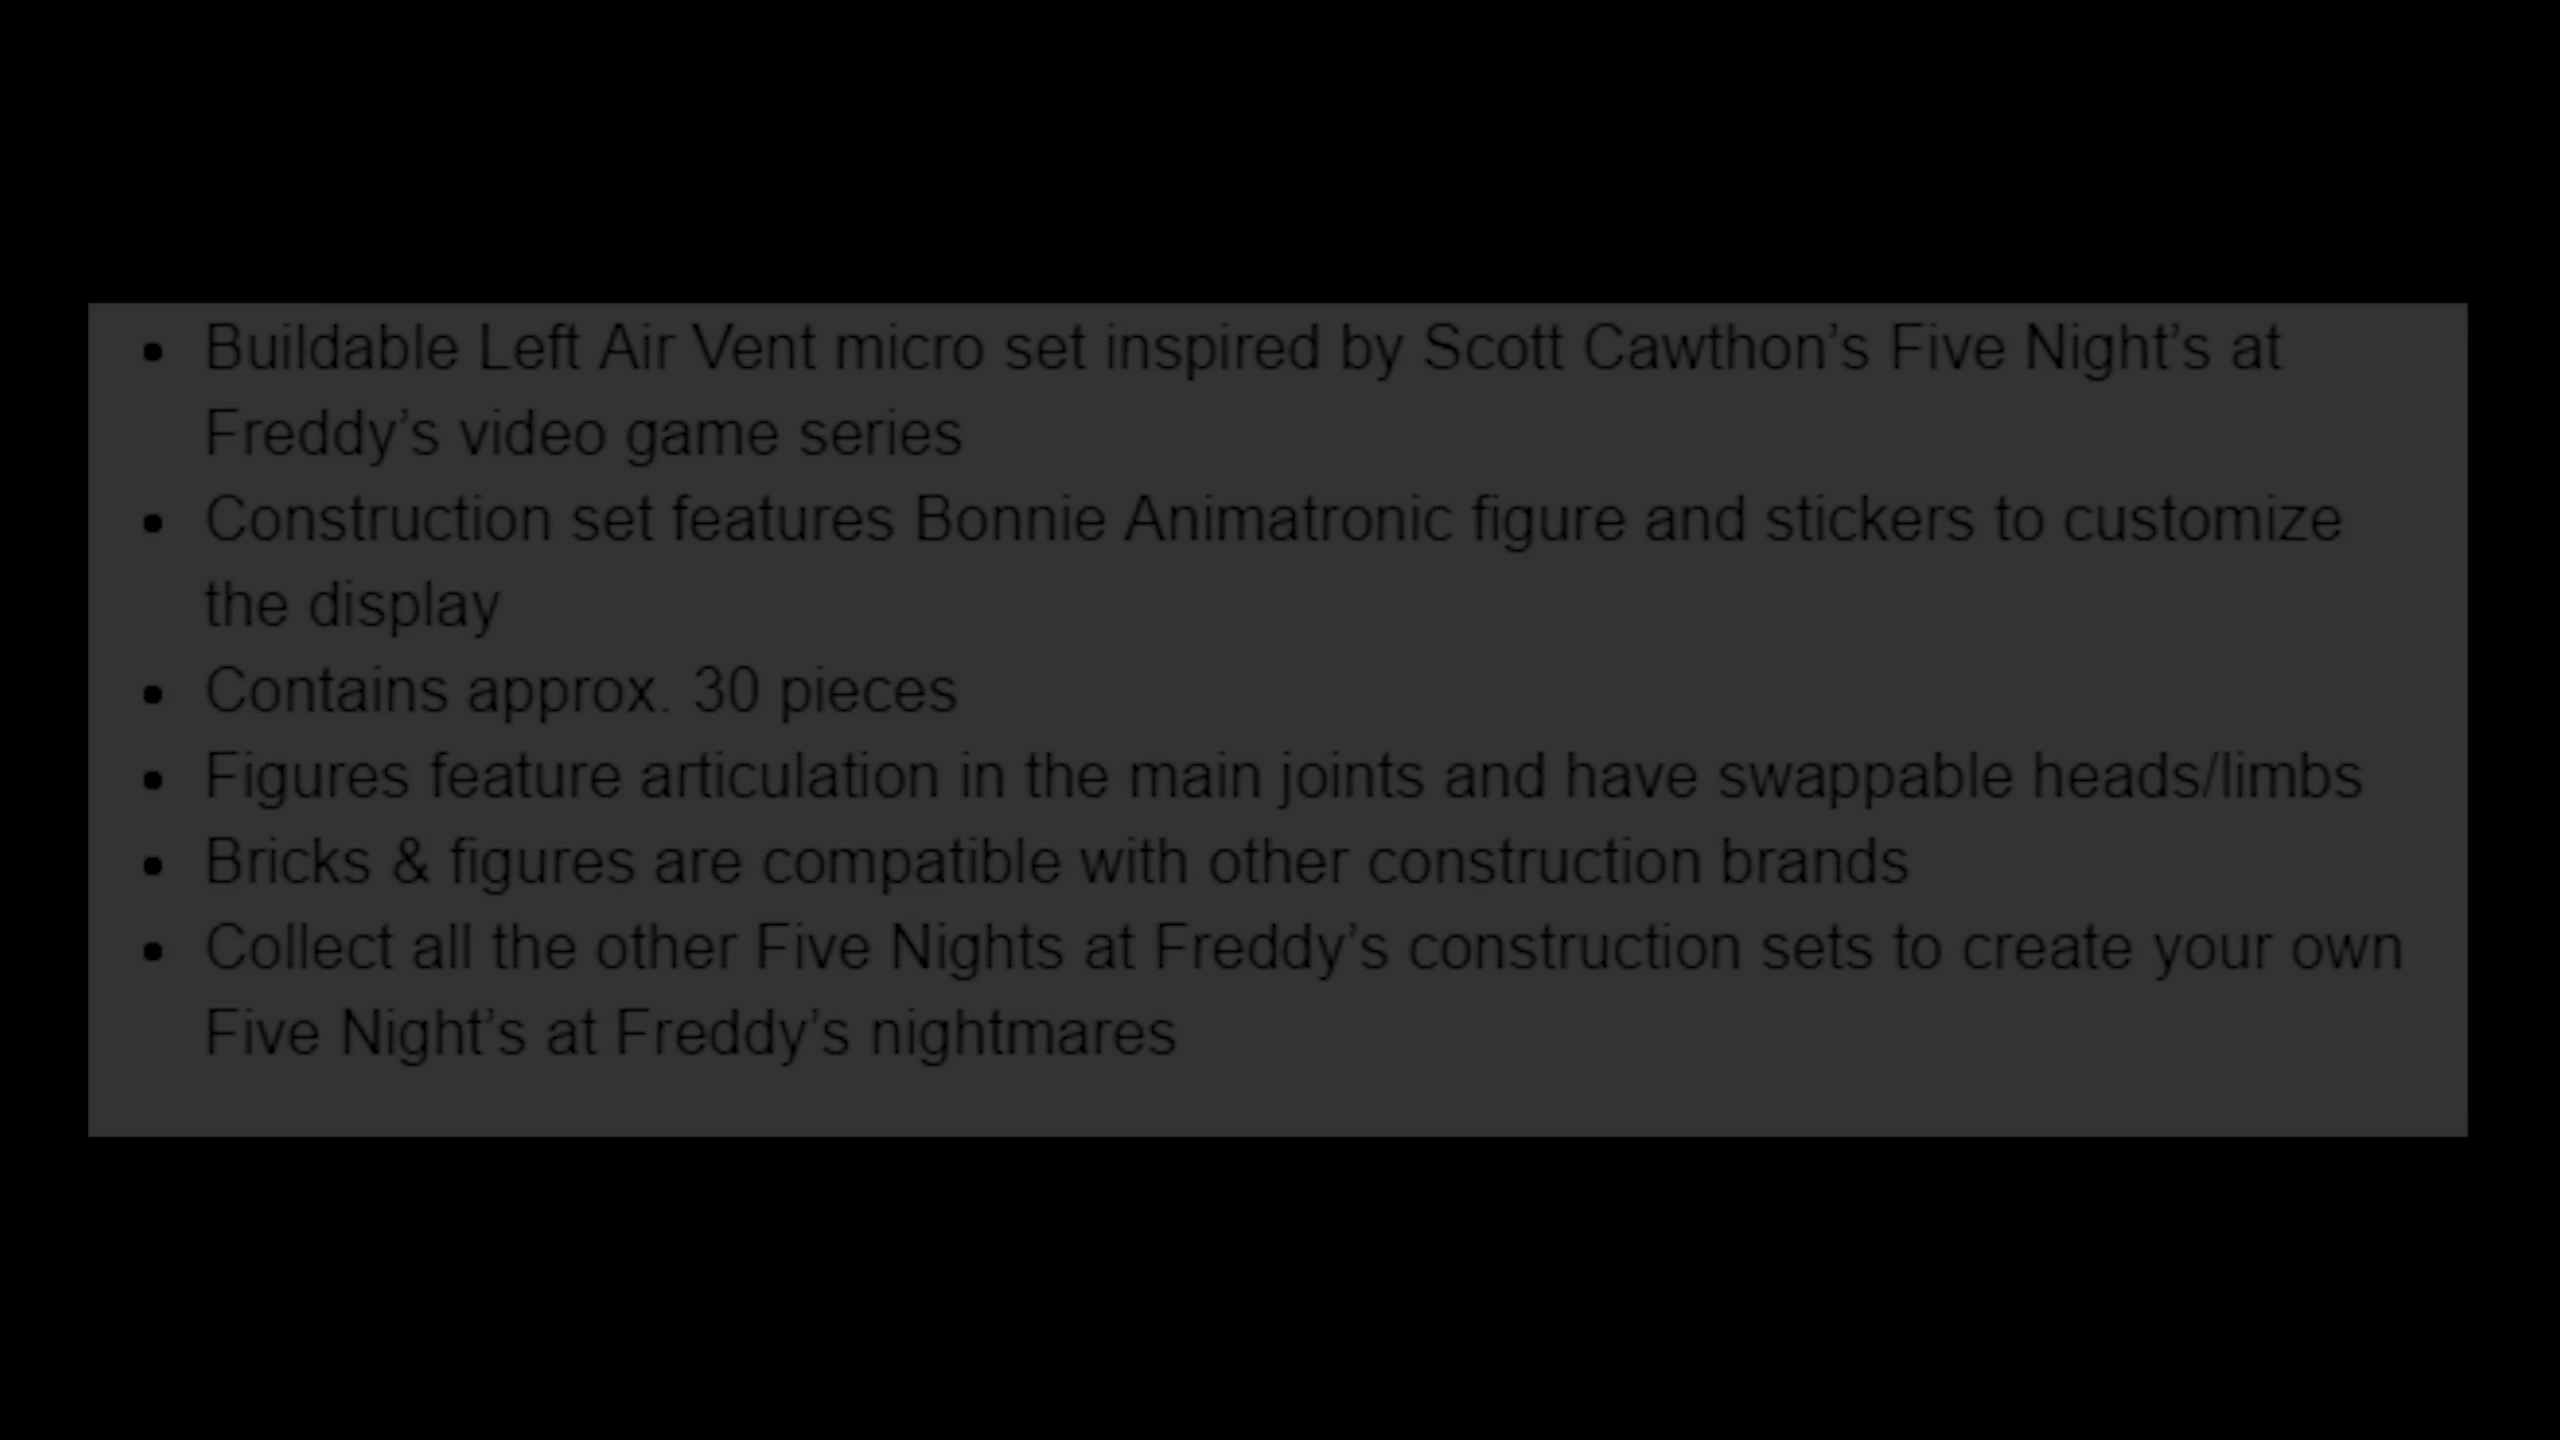 • Buildable Left Air Vent micro set inspired by Scott Cawthon’s Five Night’s at
Freddy’s video game series
• Construction set features Bonnie Animatronic figure and stickers to customize
the display
• Contains approx. 30 pieces
• Figures feature articulation in the main joints and have swappable heads/limbs
• Bricks & figures are compatible with other construction brands
• Collect all the other Five Nights at Freddy’s construction sets to create your own
Five Night’s at Freddy’s nightmares